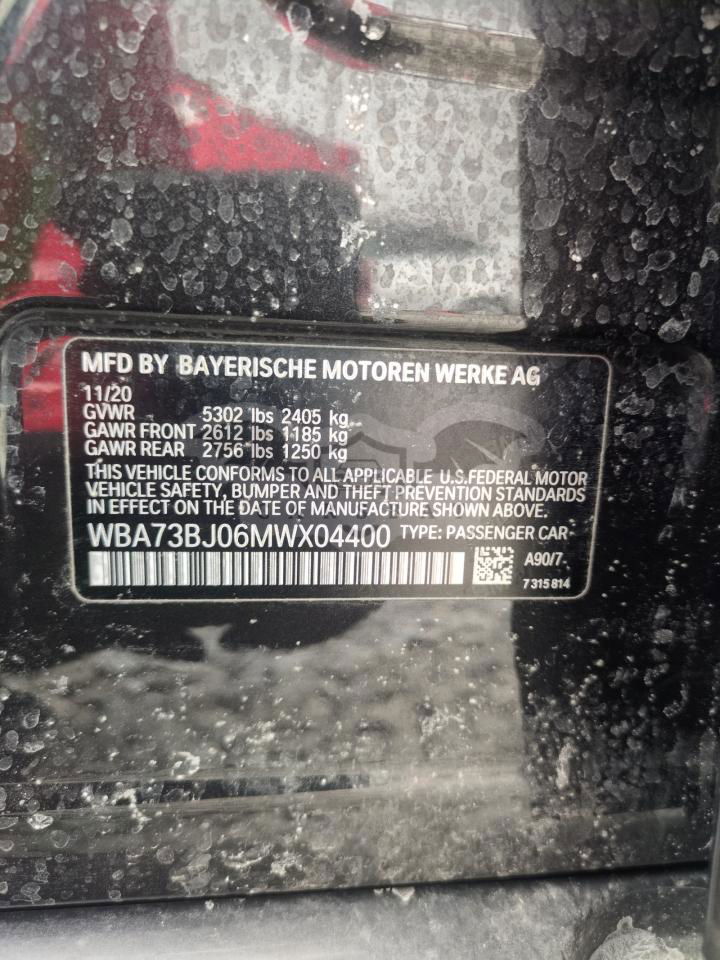 MFD BY BAYERISCHE MOTOREN WERKE AG
11/20
GVWR 5302 lbs 2405 kg
GAWR FRONT 2612 lbs 1185 kg
GAWR REAR 2756 lbs 1250 kg
THIS VEHICLE CONFORMS TO ALL APPLICABLE U.S.FEDERAL MOTOR
VEHICLE SAFETY, BUMPER AND THEFT PREVENTION STANDARDS
IN EFFECT ON THE DATE OF MANUFACTURE SHOWN ABOVE.
WBA73BJ06MWX04400 TYPE: PASSENGER CAR
A90/7
7 315 814